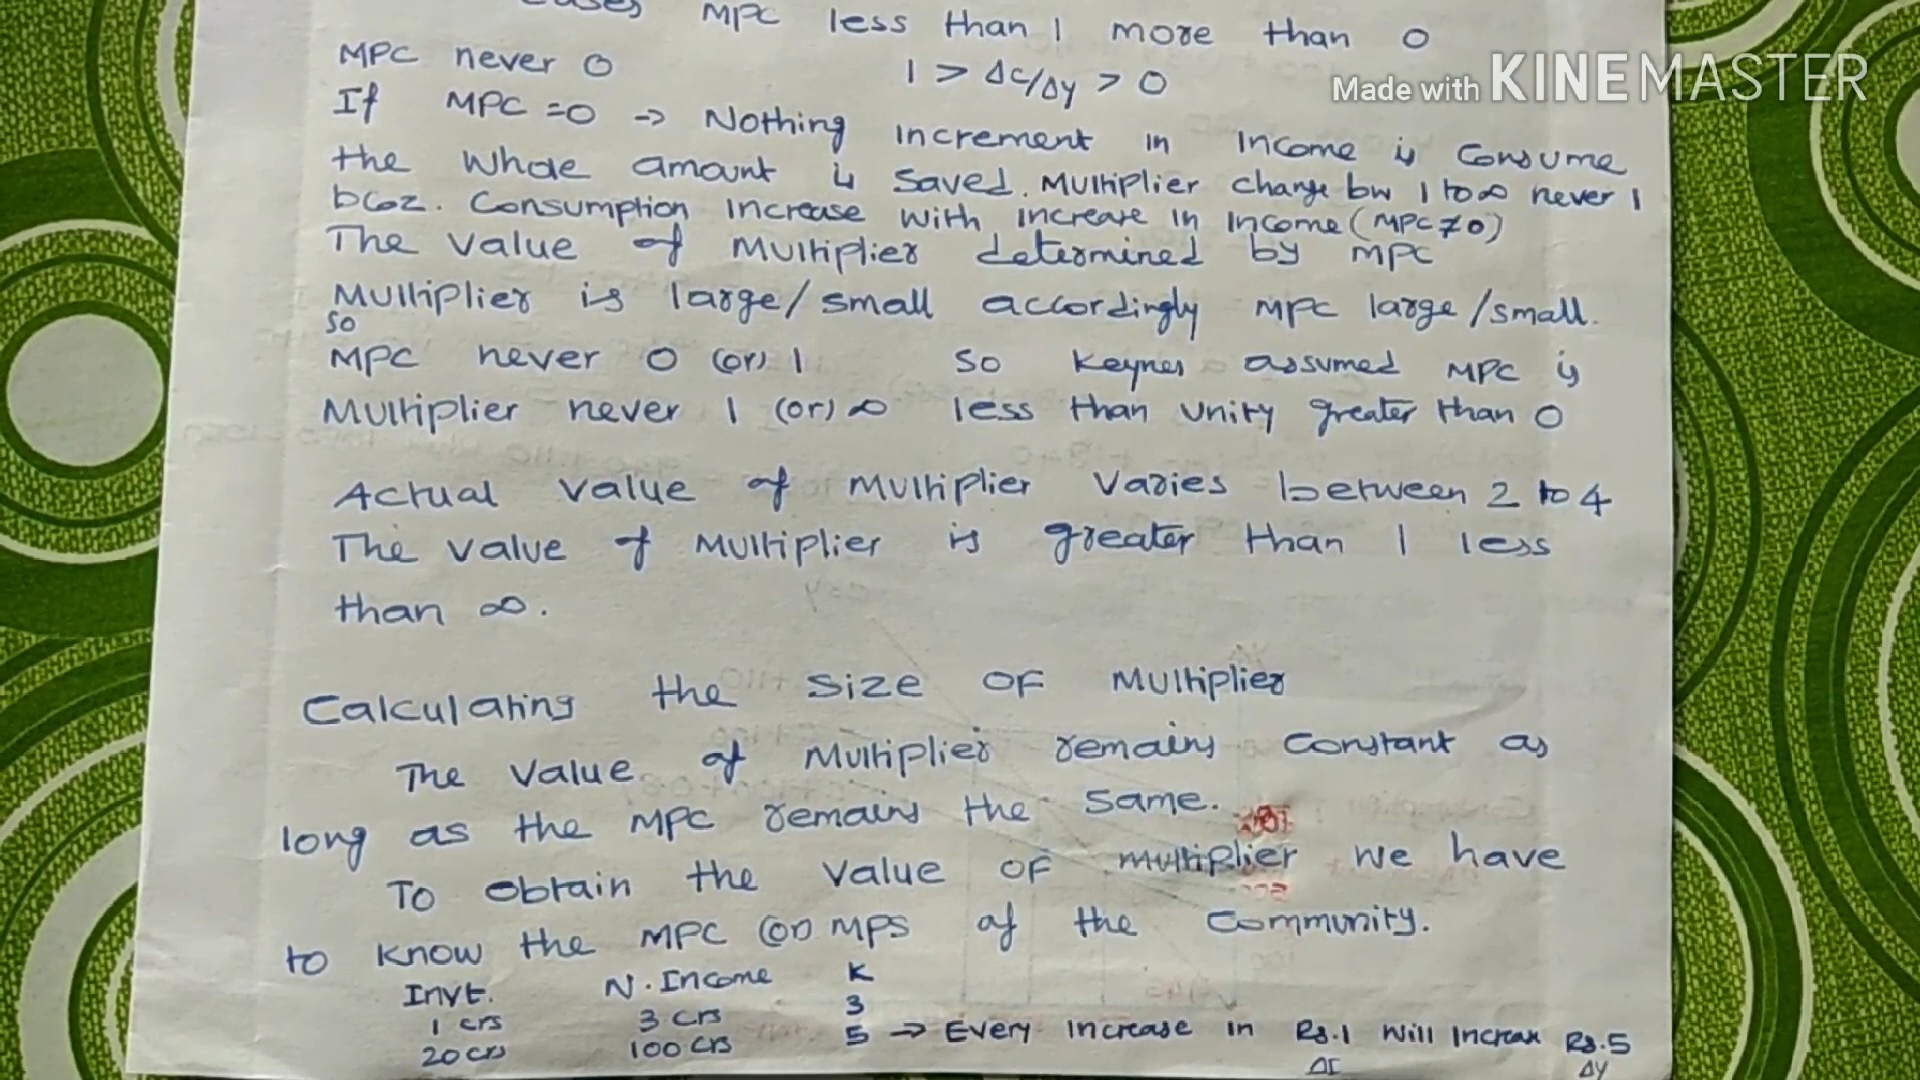 MPC less than 1 more than 0
MPC never 0 1 > ΔC/ΔY > 0
Made with KINEMASTER
If MPC = 0 → Nothing increment in Income is Consume
the whole amount is Saved. Multiplier change bw 1 to ∞ never 1
bcoz. Consumption Increase with increase in Income (MPC ≠ 0)
The value of Multiplier determined by MPC
Multiplier is large/small accordingly MPC large/small.
so
MPC never 0 (or) 1 So Keynes assumed MPC is
Multiplier never 1 (or) ∞ less than unity greater than 0
Actual value of Multiplier Varies between 2 to 4
The value of Multiplier is greater than 1 less
than ∞.
Calculating the Size OF Multiplier
The Value of Multiplier remains Constant as
long as the MPC remains the Same.
To obtain the Value OF multiplier we have
to know the MPC (or) MPS of the Community.
Invt. N. Income K
1 crs 3 crs 3
20 crs 100 crs 5 → Every increase in Rs.1 will Increase Rs.5
ΔI ΔY